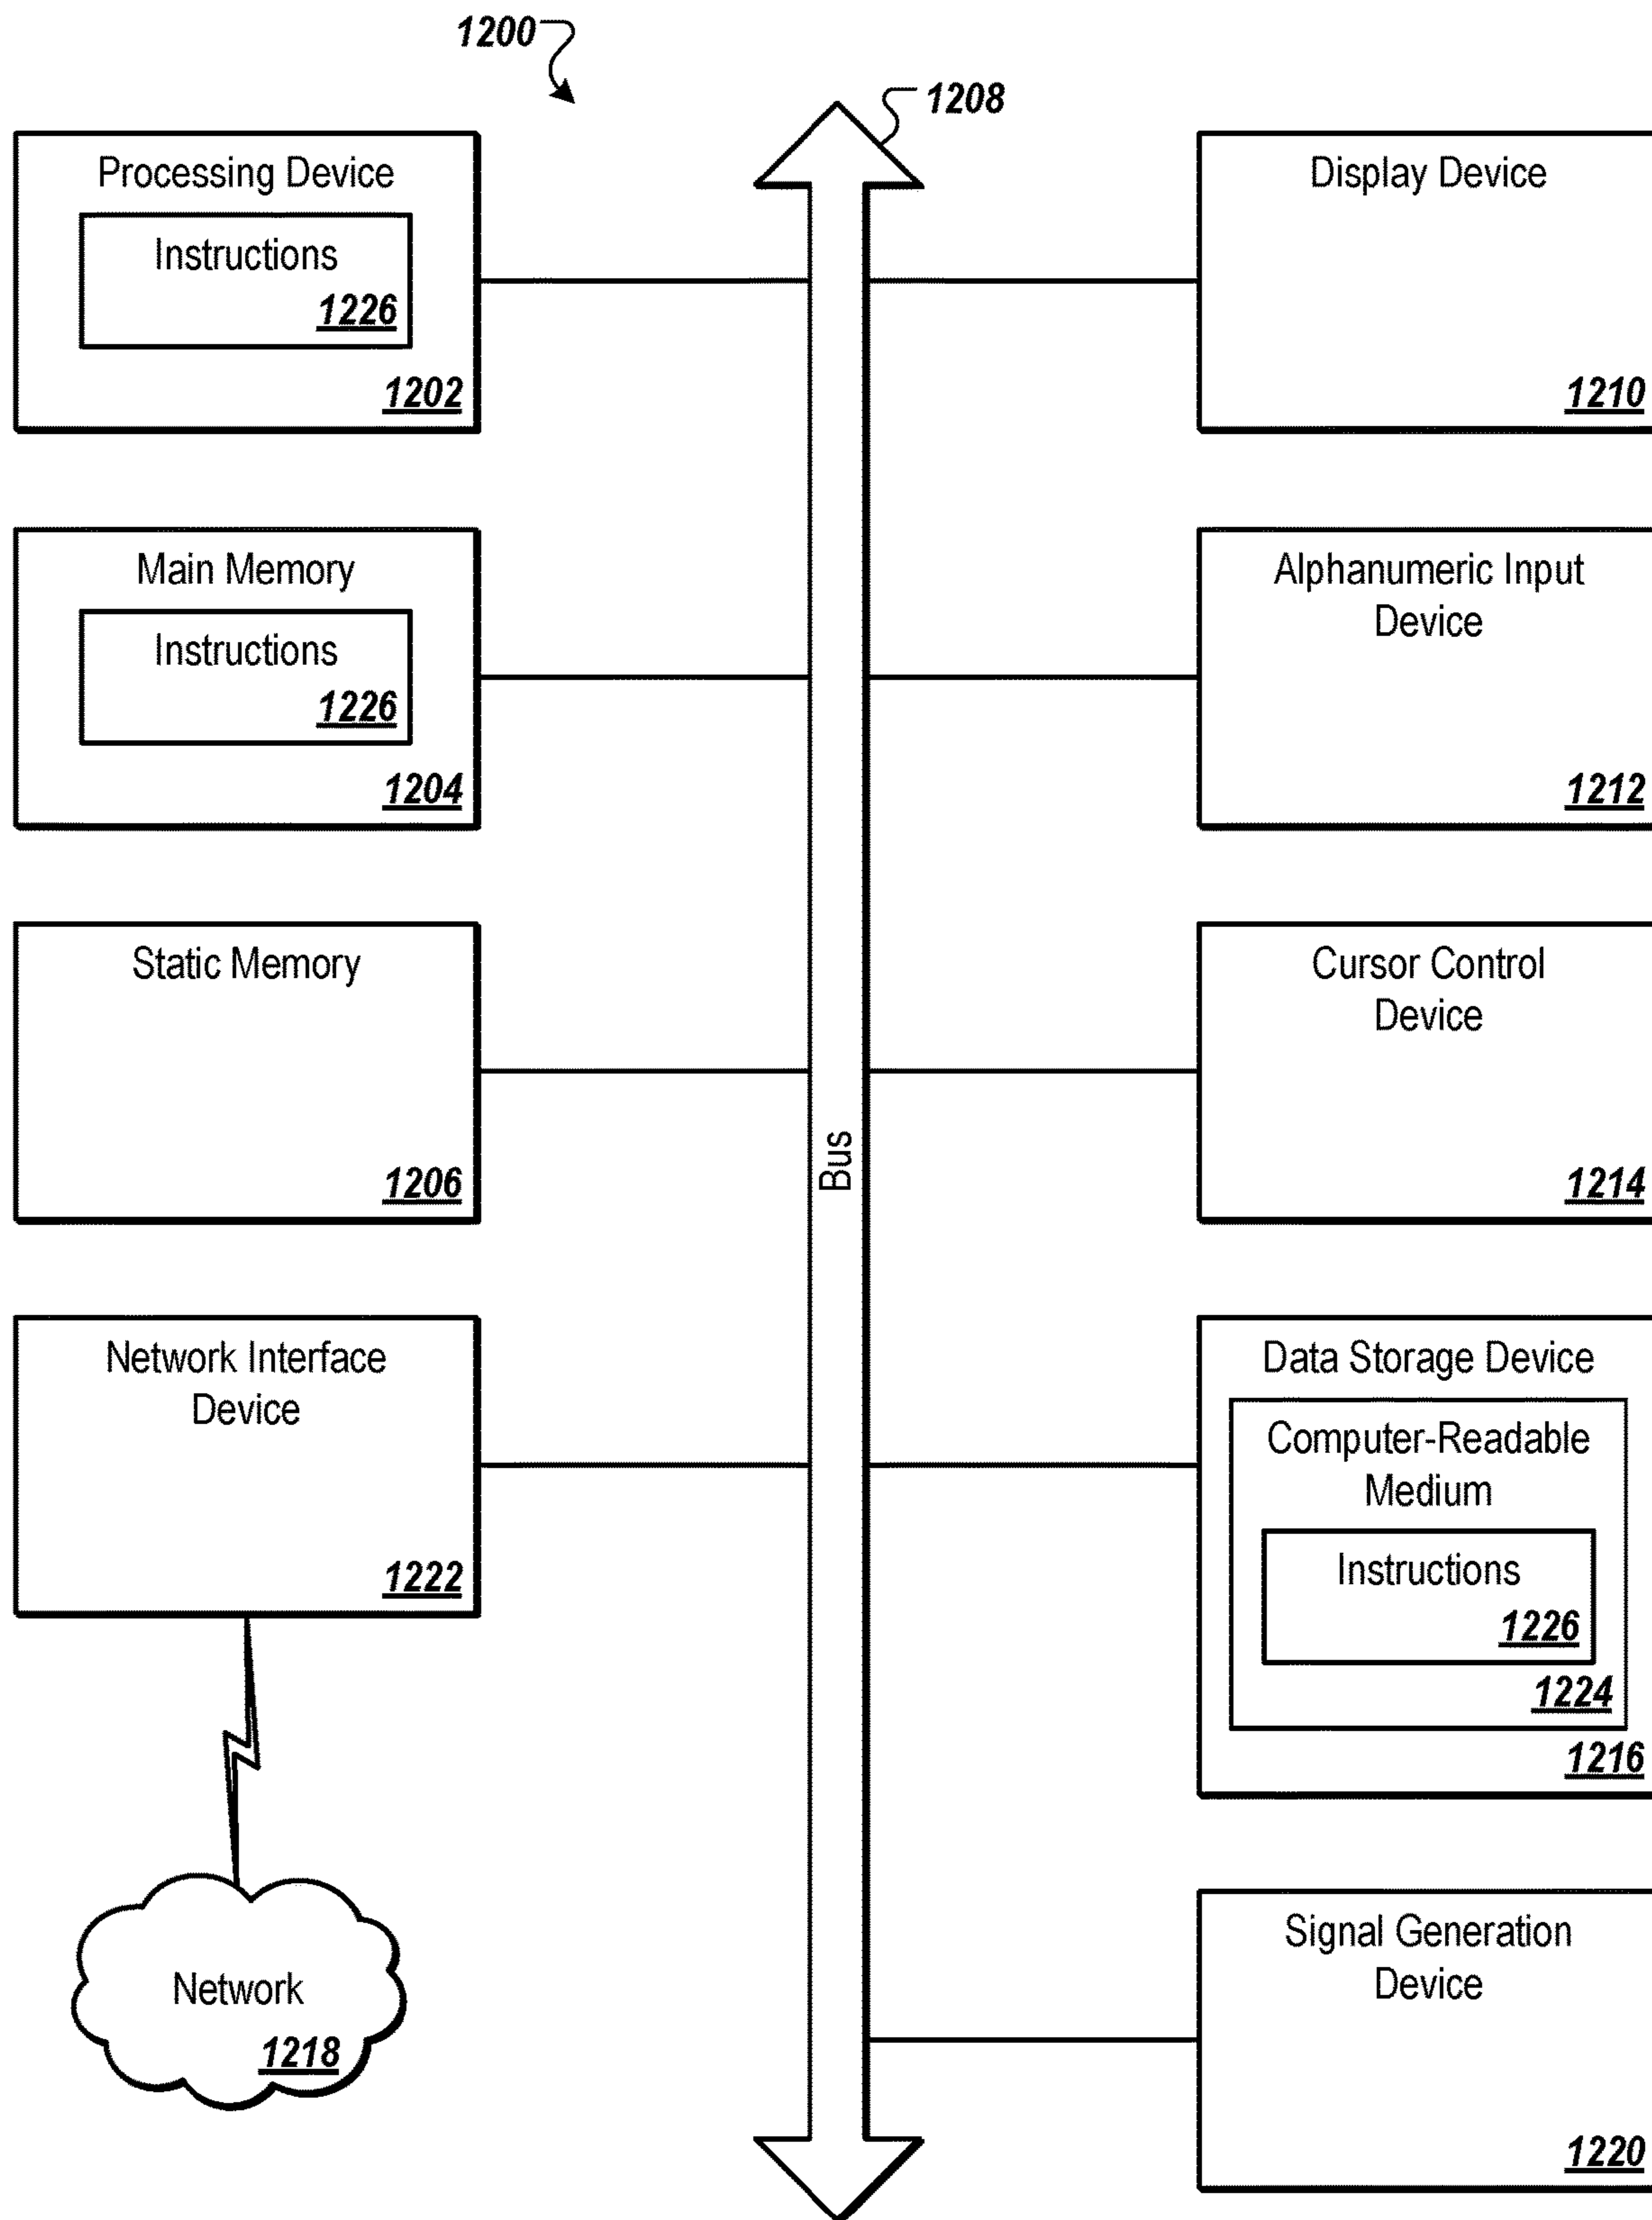 1200
1208
Processing Device
Instructions
1226
1202
Display Device
1210
Main Memory
Instructions
1226
1204
Alphanumeric Input
Device
1212
Static Memory
1206
Cursor Control
Device
1214
Bus
Network Interface
Device
1222
Data Storage Device
Computer-Readable
Medium
Instructions
1226
1224
1216
Network
1218
Signal Generation
Device
1220